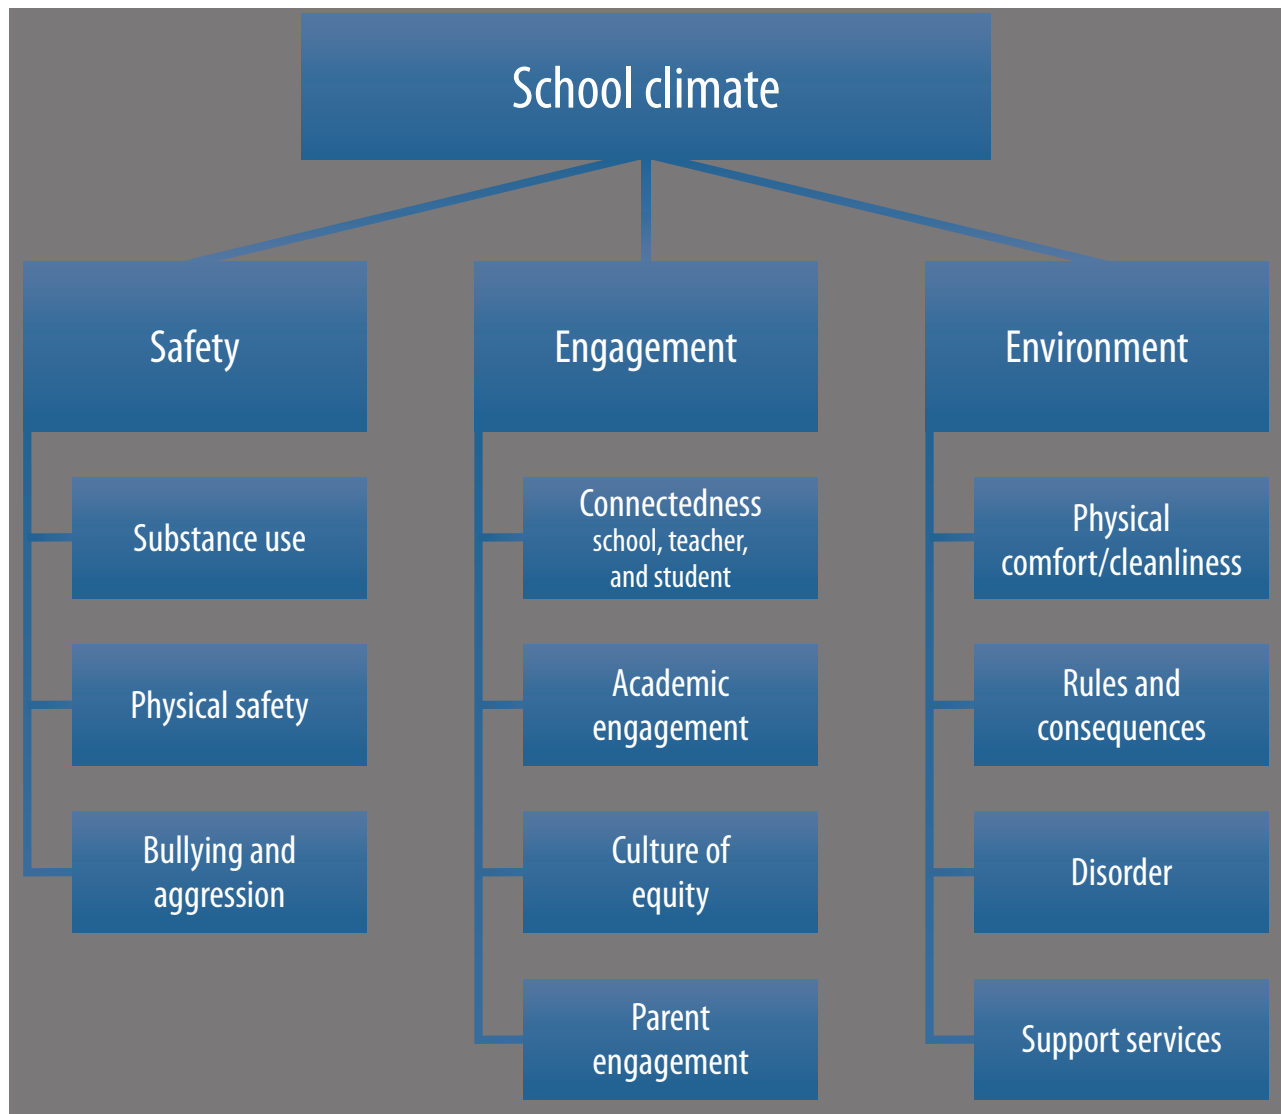 School climate
Safety
Substance use
Physical safety
Bullying and
aggression
Engagement
Connectedness
school, teacher,
and student
Academic
engagement
Culture of
equity
Parent
engagement
Environment
Physical
comfort/cleanliness
Rules and
consequences
Disorder
Support services